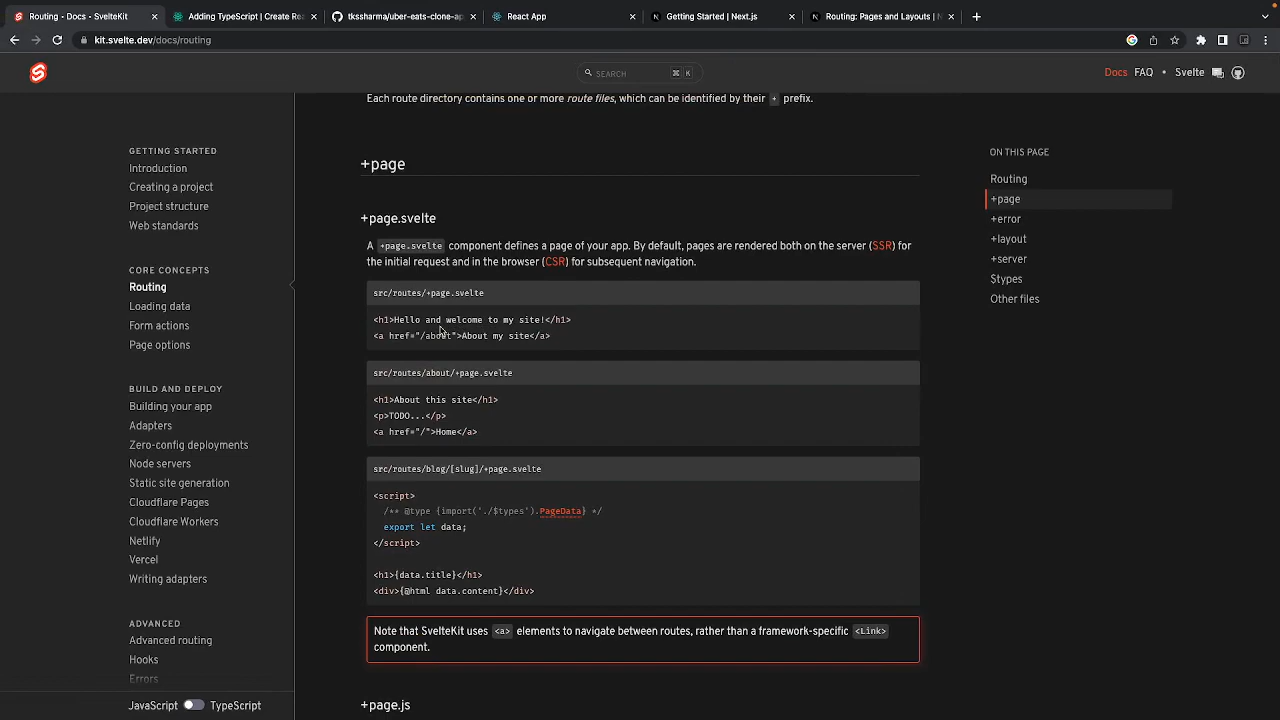 Routing - Docs - SvelteKit
Adding TypeScript | Create Rea
tkssharma/uber-eats-clone-ap
React App
Getting Started | Next.js
Routing: Pages and Layouts | N
kit.svelte.dev/docs/routing
SEARCH ⌘ K
Docs FAQ • Svelte
GETTING STARTED
Introduction
Creating a project
Project structure
Web standards
CORE CONCEPTS
Routing
Loading data
Form actions
Page options
BUILD AND DEPLOY
Building your app
Adapters
Zero-config deployments
Node servers
Static site generation
Cloudflare Pages
Cloudflare Workers
Netlify
Vercel
Writing adapters
ADVANCED
Advanced routing
Hooks
Errors
JavaScript TypeScript
Each route directory contains one or more route files, which can be identified by their + prefix.
+page
+page.svelte
A +page.svelte component defines a page of your app. By default, pages are rendered both on the server (SSR) for
the initial request and in the browser (CSR) for subsequent navigation.
src/routes/+page.svelte
<h1>Hello and welcome to my site!</h1>
<a href="/about">About my site</a>
src/routes/about/+page.svelte
<h1>About this site</h1>
<p>TODO...</p>
<a href="/">Home</a>
src/routes/blog/[slug]/+page.svelte
<script>
/** @type {import('./$types').PageData} */
export let data;
</script>
<h1>{data.title}</h1>
<div>{@html data.content}</div>
Note that SvelteKit uses <a> elements to navigate between routes, rather than a framework-specific <Link>
component.
+page.js
ON THIS PAGE
Routing
+page
+error
+layout
+server
$types
Other files